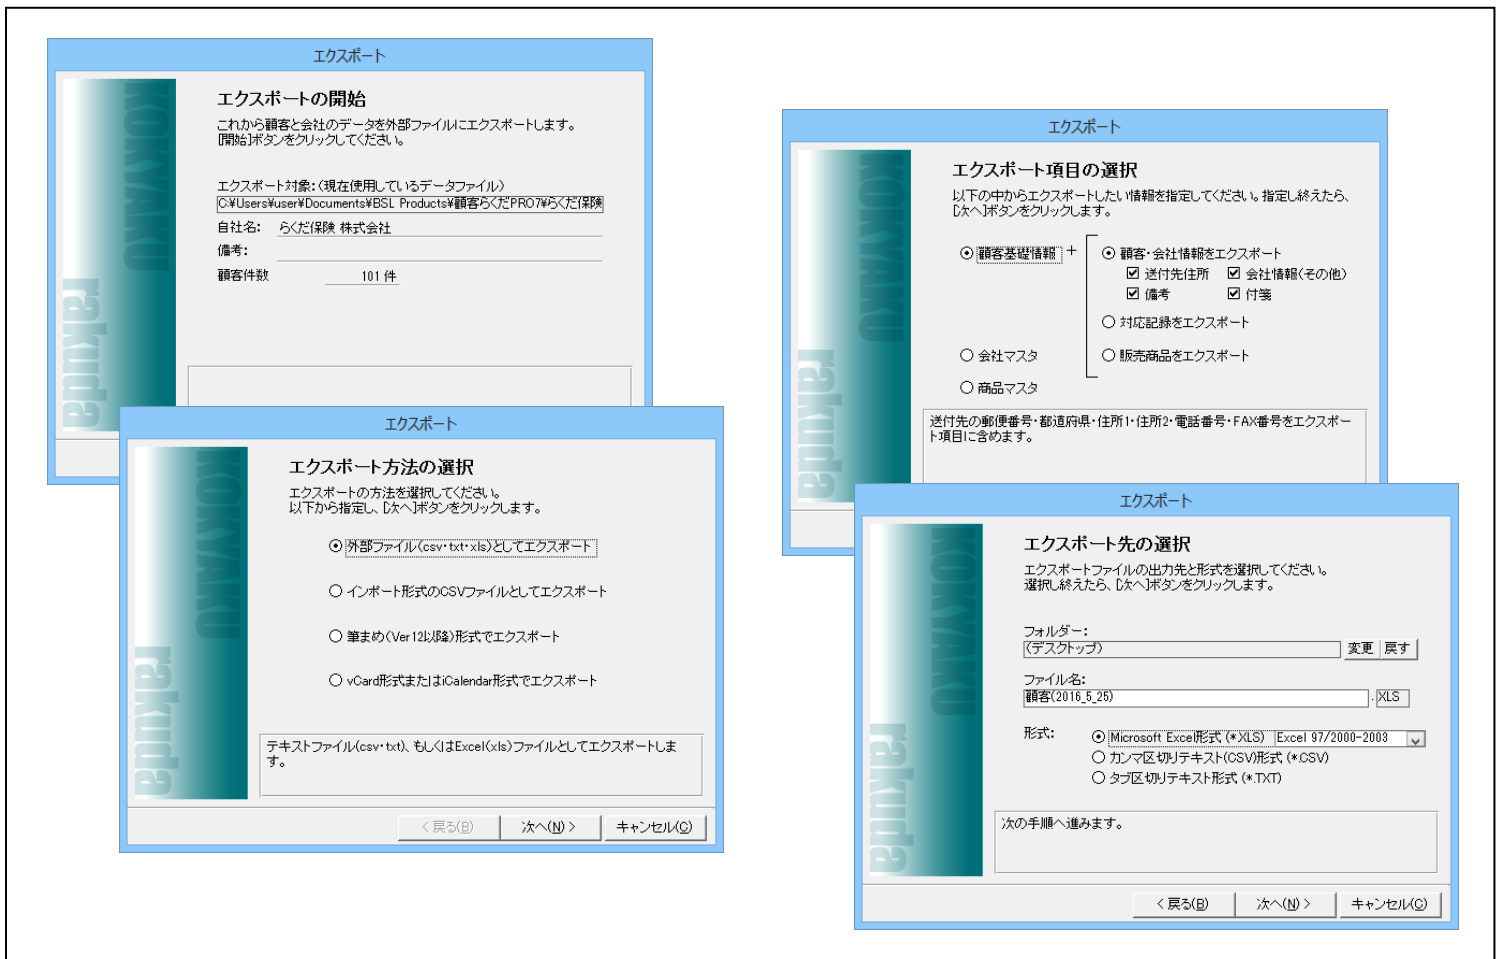 エクスポート
KOKYAKU
rakuda
エクスポートの開始
これから顧客と会社のデータを外部ファイルにエクスポートします。
[開始]ボタンをクリックしてください。
エクスポート対象:(現在使用しているデータファイル)
C:¥Users¥user¥Documents¥BSL Products¥顧客らくだPRO7¥らくだ保険
自社名: らくだ保険 株式会社
備考:
顧客件数 101 件
エクスポート
KOKYAKU
rakuda
エクスポート方法の選択
エクスポートの方法を選択してください。
以下から指定し、[次へ]ボタンをクリックします。
外部ファイル(csv・txt・xls)としてエクスポート
インポート形式のCSVファイルとしてエクスポート
筆まめ(Ver12以降)形式でエクスポート
vCard形式またはiCalendar形式でエクスポート
テキストファイル(csv・txt)、もしくはExcel(xls)ファイルとしてエクスポートしま
す。
< 戻る(B) 次へ(N) > キャンセル(C)
エクスポート
KOKYAKU
rakuda
エクスポート項目の選択
以下の中からエクスポートしたい情報を指定してください。指定し終えたら、
[次へ]ボタンをクリックします。
顧客基礎情報 + 顧客・会社情報をエクスポート
送付先住所 会社情報(その他)
備考 付箋
対応記録をエクスポート
会社マスタ 販売商品をエクスポート
商品マスタ
送付先の郵便番号・都道府県・住所1・住所2・電話番号・FAX番号をエクスポー
ト項目に含めます。
エクスポート
KOKYAKU
rakuda
エクスポート先の選択
エクスポートファイルの出力先と形式を選択してください。
選択し終えたら、[次へ]ボタンをクリックします。
フォルダー:
(デスクトップ) 変更 戻す
ファイル名:
顧客(2016_5_25) . XLS
形式: Microsoft Excel形式 (*.XLS) Excel 97/2000-2003
カンマ区切りテキスト(CSV)形式 (*.CSV)
タブ区切りテキスト形式 (*.TXT)
次の手順へ進みます。
< 戻る(B) 次へ(N) > キャンセル(C)